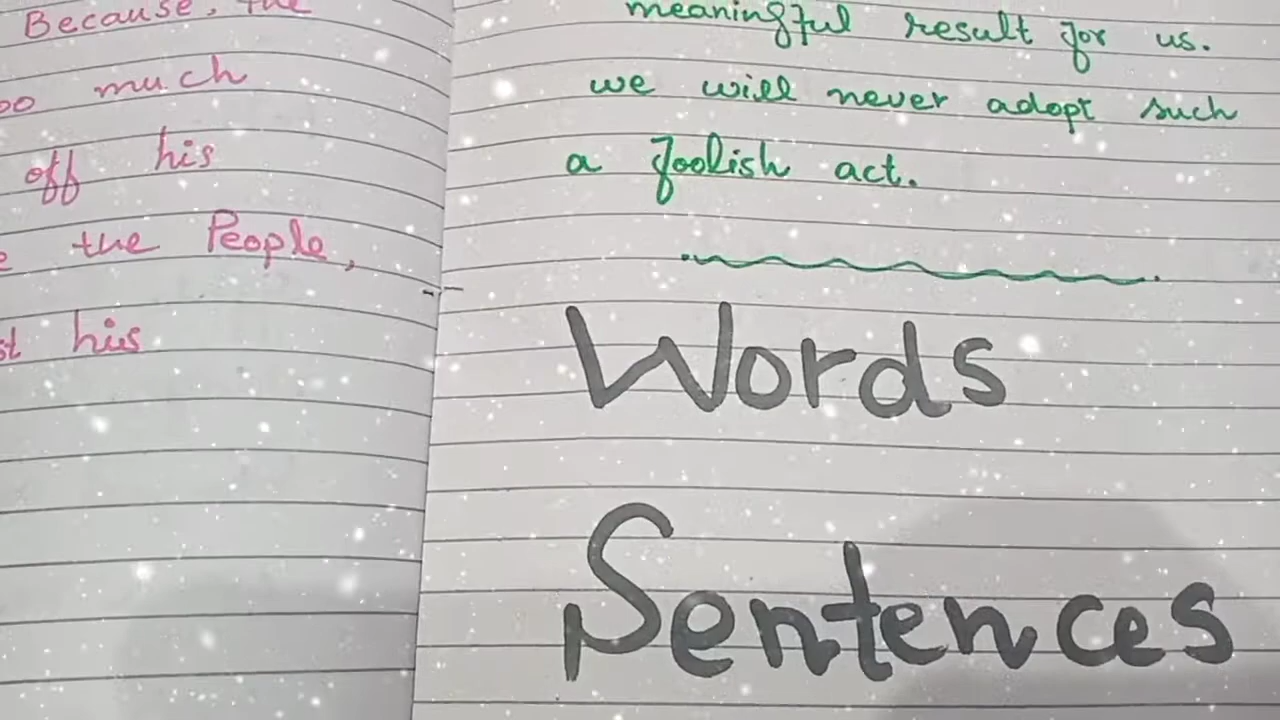 Because, the
much
off his
the People,
his
meaningful result for us.
we will never adopt such
a foolish act.
Words
Sentences